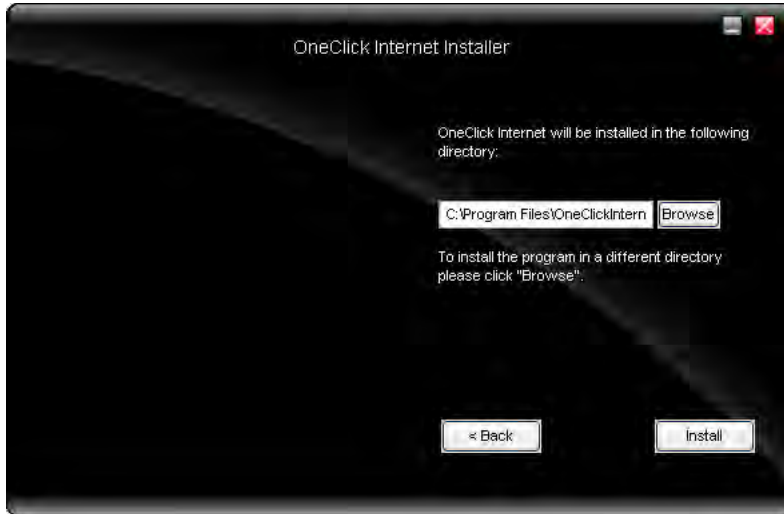 OneClick Internet Installer
OneClick Internet will be installed in the following
directory:
C:\Program Files\OneClickIntern
Browse
To install the program in a different directory
please click "Browse".
< Back
Install